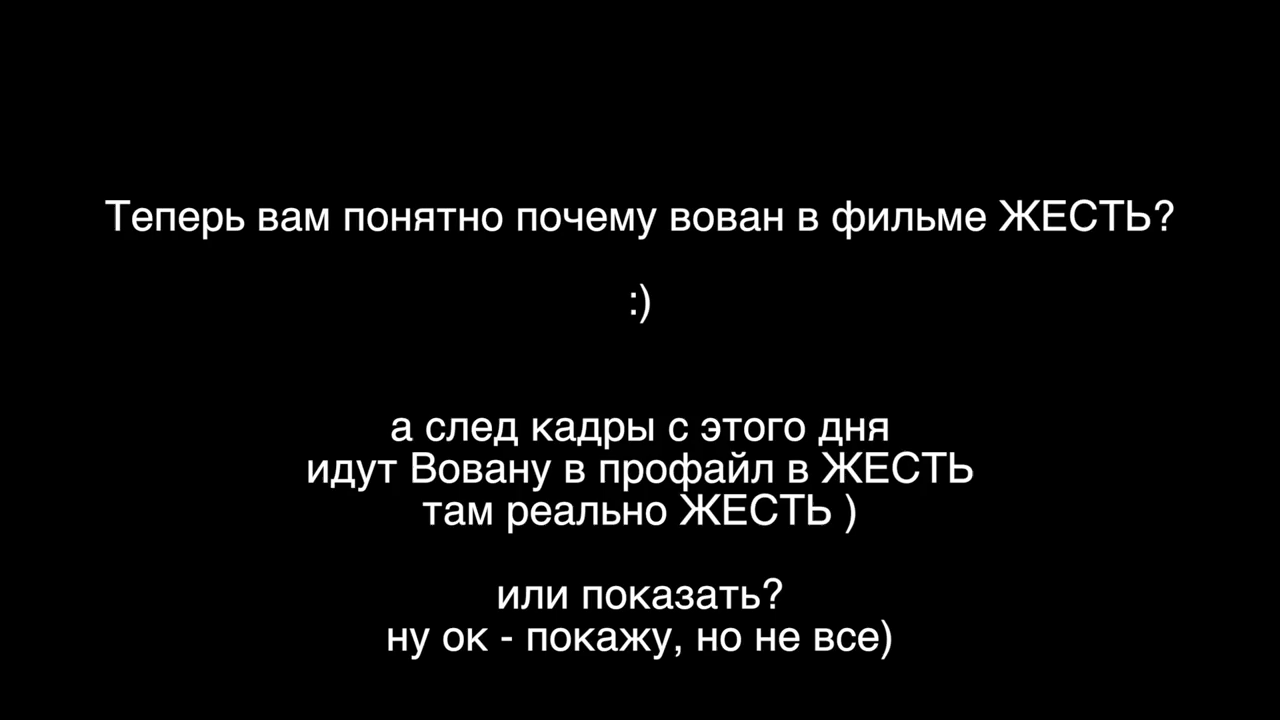 Теперь вам понятно почему вован в фильме ЖЕСТЬ?
:)
а след кадры с этого дня
идут Вовану в профайл в ЖЕСТЬ
там реально ЖЕСТЬ )
или показать?
ну ок - покажу, но не все)